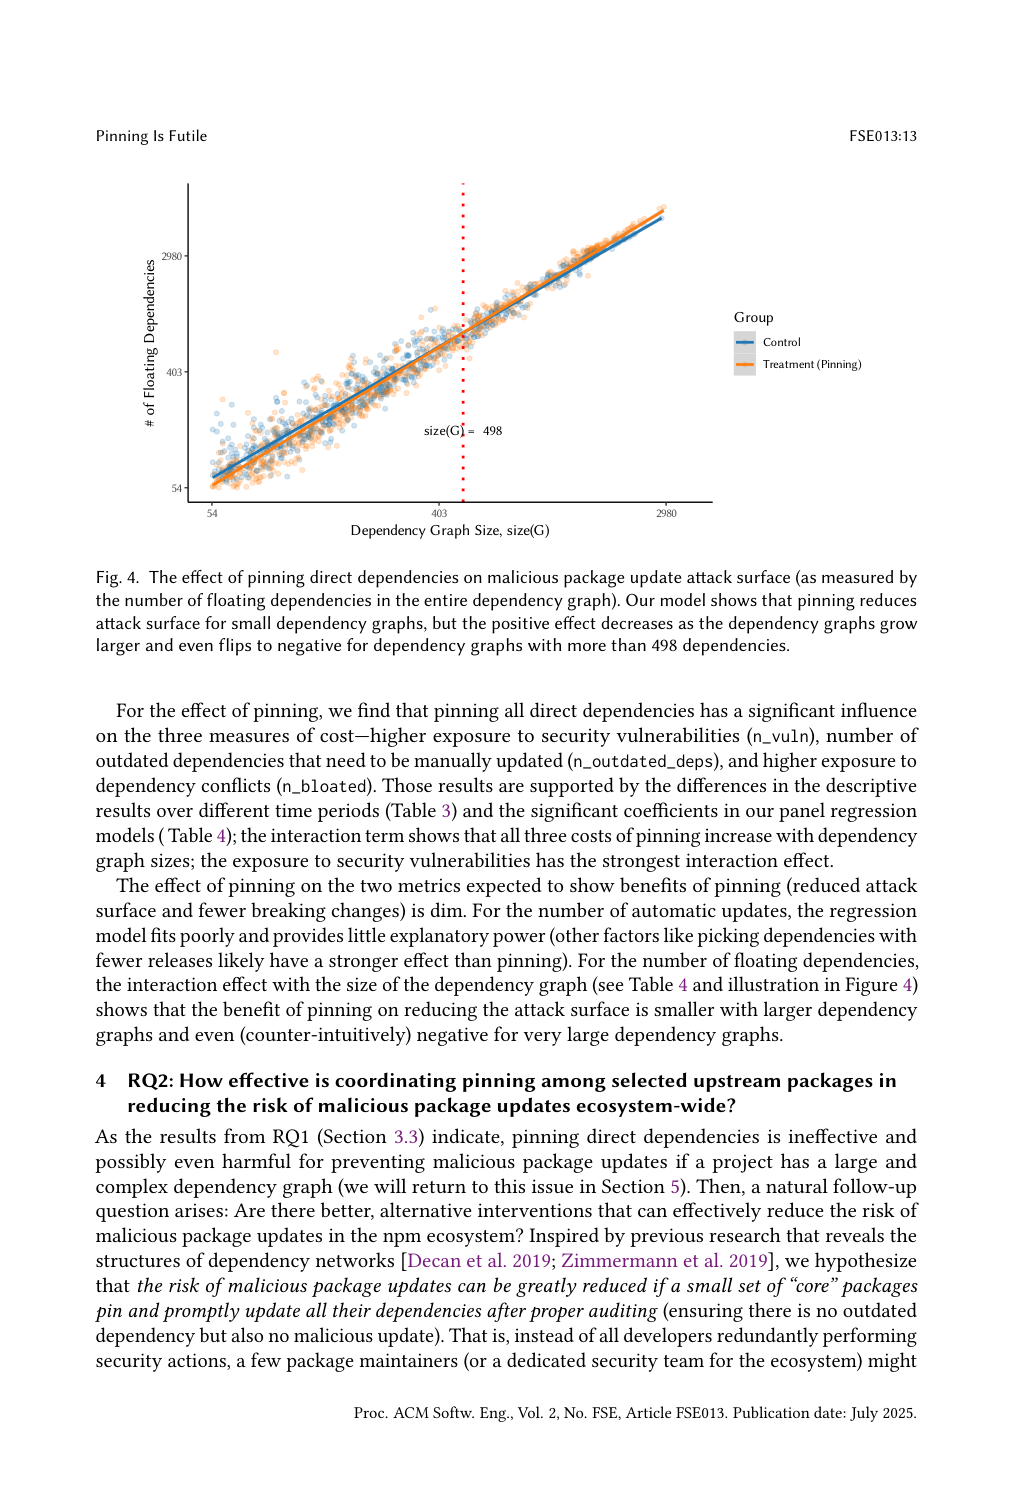 Pinning Is Futile
FSE013:13
2980
403
54
# of Floating Dependencies
size(G) = 498
54
403
2980
Dependency Graph Size, size(G)
Group
Control
Treatment (Pinning)
Fig. 4. The effect of pinning direct dependencies on malicious package update attack surface (as measured by
the number of floating dependencies in the entire dependency graph). Our model shows that pinning reduces
attack surface for small dependency graphs, but the positive effect decreases as the dependency graphs grow
larger and even flips to negative for dependency graphs with more than 498 dependencies.
For the effect of pinning, we find that pinning all direct dependencies has a significant influence
on the three measures of cost—higher exposure to security vulnerabilities (n_vuln), number of
outdated dependencies that need to be manually updated (n_outdated_deps), and higher exposure to
dependency conflicts (n_bloated). Those results are supported by the differences in the descriptive
results over different time periods (Table 3) and the significant coefficients in our panel regression
models ( Table 4); the interaction term shows that all three costs of pinning increase with dependency
graph sizes; the exposure to security vulnerabilities has the strongest interaction effect.
The effect of pinning on the two metrics expected to show benefits of pinning (reduced attack
surface and fewer breaking changes) is dim. For the number of automatic updates, the regression
model fits poorly and provides little explanatory power (other factors like picking dependencies with
fewer releases likely have a stronger effect than pinning). For the number of floating dependencies,
the interaction effect with the size of the dependency graph (see Table 4 and illustration in Figure 4)
shows that the benefit of pinning on reducing the attack surface is smaller with larger dependency
graphs and even (counter-intuitively) negative for very large dependency graphs.
4 RQ2: How effective is coordinating pinning among selected upstream packages in
reducing the risk of malicious package updates ecosystem-wide?
As the results from RQ1 (Section 3.3) indicate, pinning direct dependencies is ineffective and
possibly even harmful for preventing malicious package updates if a project has a large and
complex dependency graph (we will return to this issue in Section 5). Then, a natural follow-up
question arises: Are there better, alternative interventions that can effectively reduce the risk of
malicious package updates in the npm ecosystem? Inspired by previous research that reveals the
structures of dependency networks [Decan et al. 2019; Zimmermann et al. 2019], we hypothesize
that the risk of malicious package updates can be greatly reduced if a small set of “core” packages
pin and promptly update all their dependencies after proper auditing (ensuring there is no outdated
dependency but also no malicious update). That is, instead of all developers redundantly performing
security actions, a few package maintainers (or a dedicated security team for the ecosystem) might
Proc. ACM Softw. Eng., Vol. 2, No. FSE, Article FSE013. Publication date: July 2025.